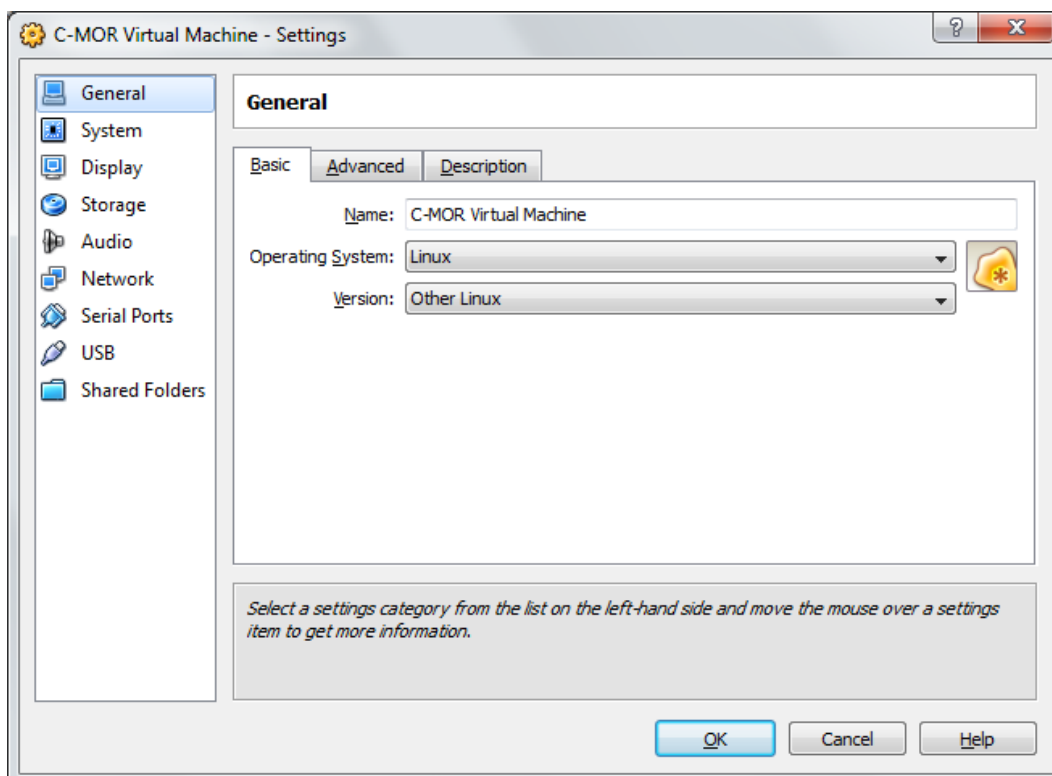 C-MOR Virtual Machine - Settings
General
System
Display
Storage
Audio
Network
Serial Ports
USB
Shared Folders
General
Basic
Advanced
Description
Name: C-MOR Virtual Machine
Operating System: Linux
Version: Other Linux
Select a settings category from the list on the left-hand side and move the mouse over a settings
item to get more information.
OK
Cancel
Help